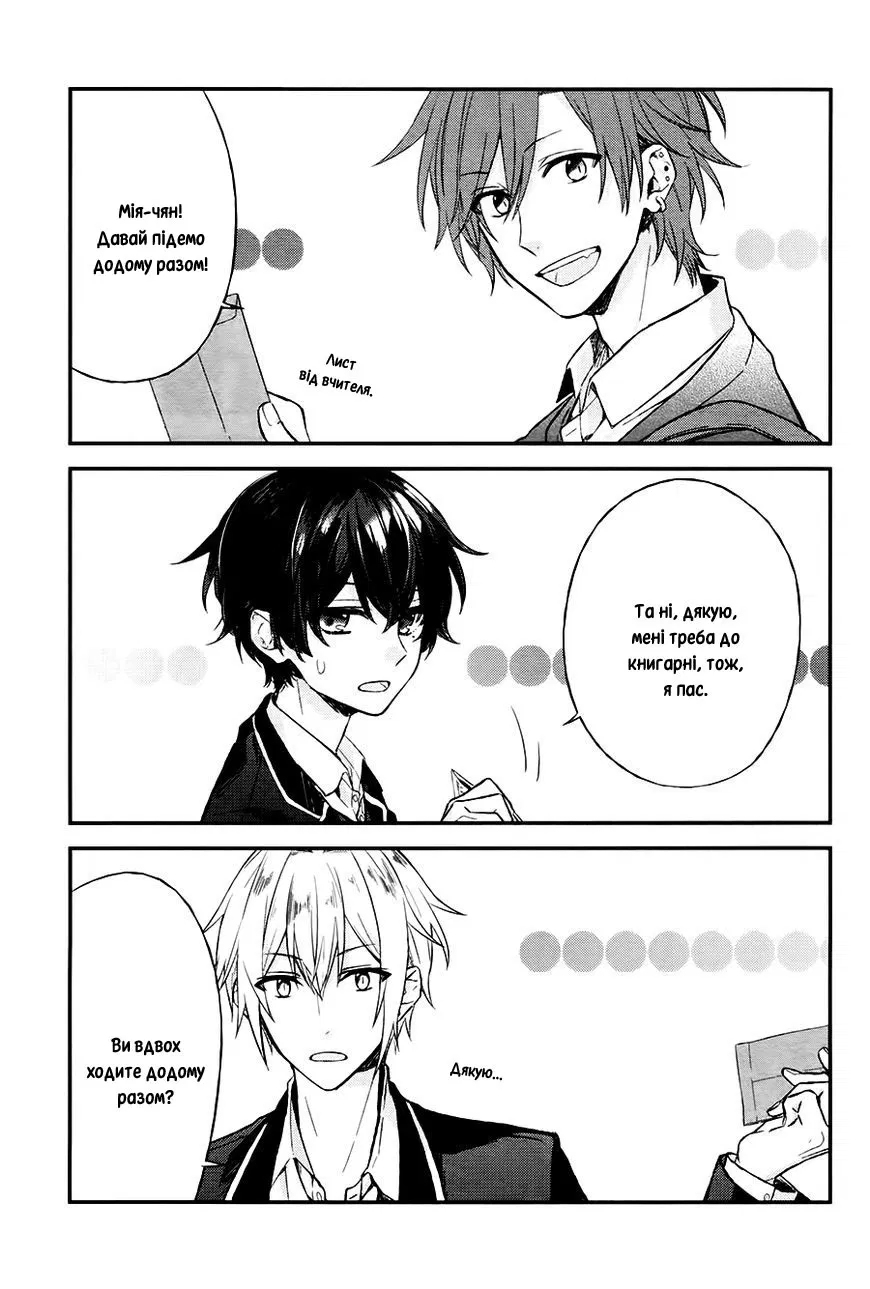 Мія-чян!
Давай підемо
додому разом!
Лист
від вчителя.
Та ні, дякую,
мені треба до
книгарні, тож,
я пас.
Ви вдвох
ходите додому
разом?
Дякую...